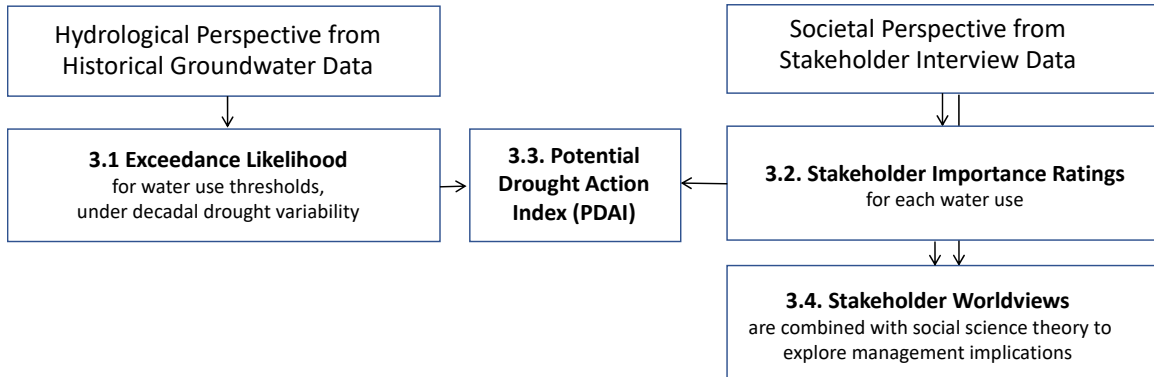 Hydrological Perspective from
Historical Groundwater Data
Societal Perspective from
Stakeholder Interview Data
3.1 Exceedance Likelihood
for water use thresholds,
under decadal drought variability
3.3. Potential
Drought Action
Index (PDAI)
3.2. Stakeholder Importance Ratings
for each water use
3.4. Stakeholder Worldviews
are combined with social science theory to
explore management implications